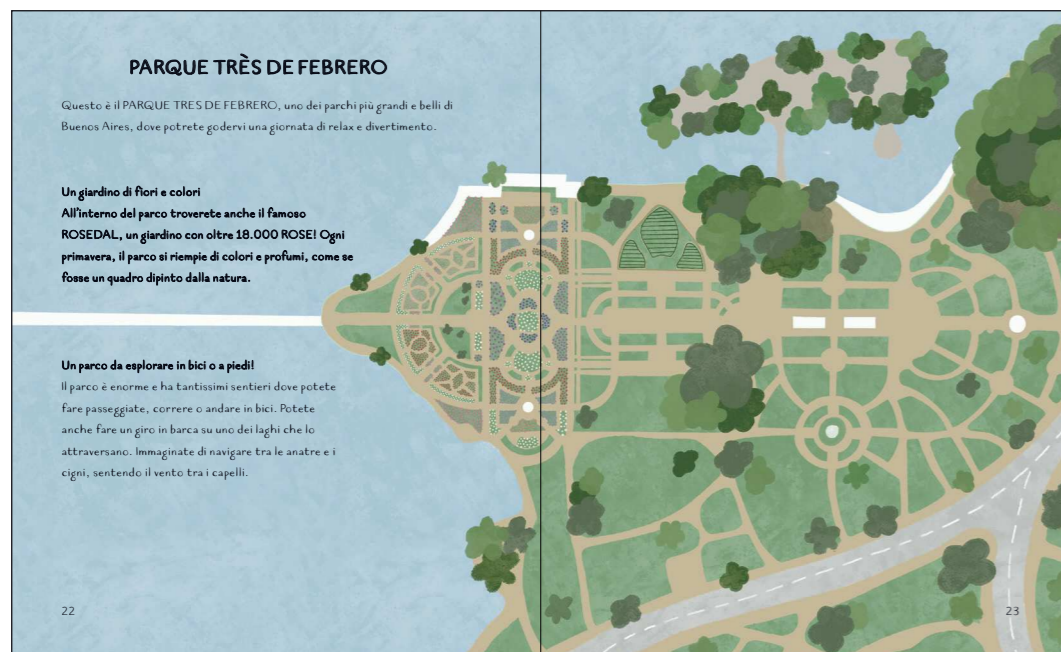 PARQUE TRÈS DE FEBRERO
Questo è il PARQUE TRES DE FEBRERO, uno dei parchi più grandi e belli di
Buenos Aires, dove potrete godervi una giornata di relax e divertimento.
Un giardino di fiori e colori
All'interno del parco troverete anche il famoso
ROSEDAL, un giardino con oltre 18.000 ROSE! Ogni
primavera, il parco si riempie di colori e profumi, come se
fosse un quadro dipinto dalla natura.
Un parco da esplorare in bici o a piedi!
Il parco è enorme e ha tantissimi sentieri dove potete
fare passeggiate, correre o andare in bici. Potete
anche fare un giro in barca su uno dei laghi che lo
attraversano. Immaginate di navigare tra le anatre e i
cigni, sentendo il vento tra i capelli.
22
23